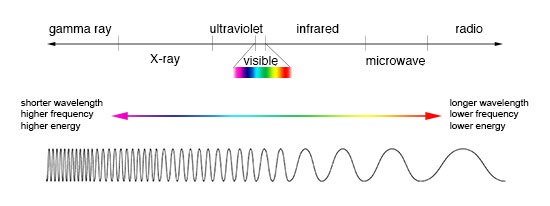 gamma ray ultraviolet infrared radio
X-ray visible microwave
shorter wavelength
higher frequency
higher energy
longer wavelength
lower frequency
lower energy